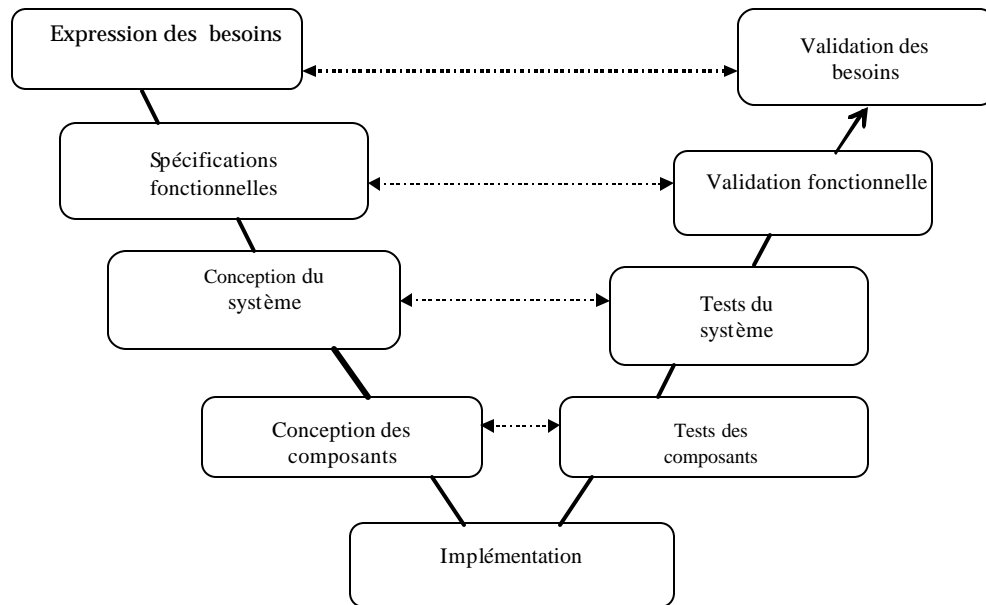 Expression des besoins
Validation des
besoins
Spécifications
fonctionnelles
Validation fonctionnelle
Conception du
système
Tests du
système
Conception des
composants
Tests des
composants
Implémentation